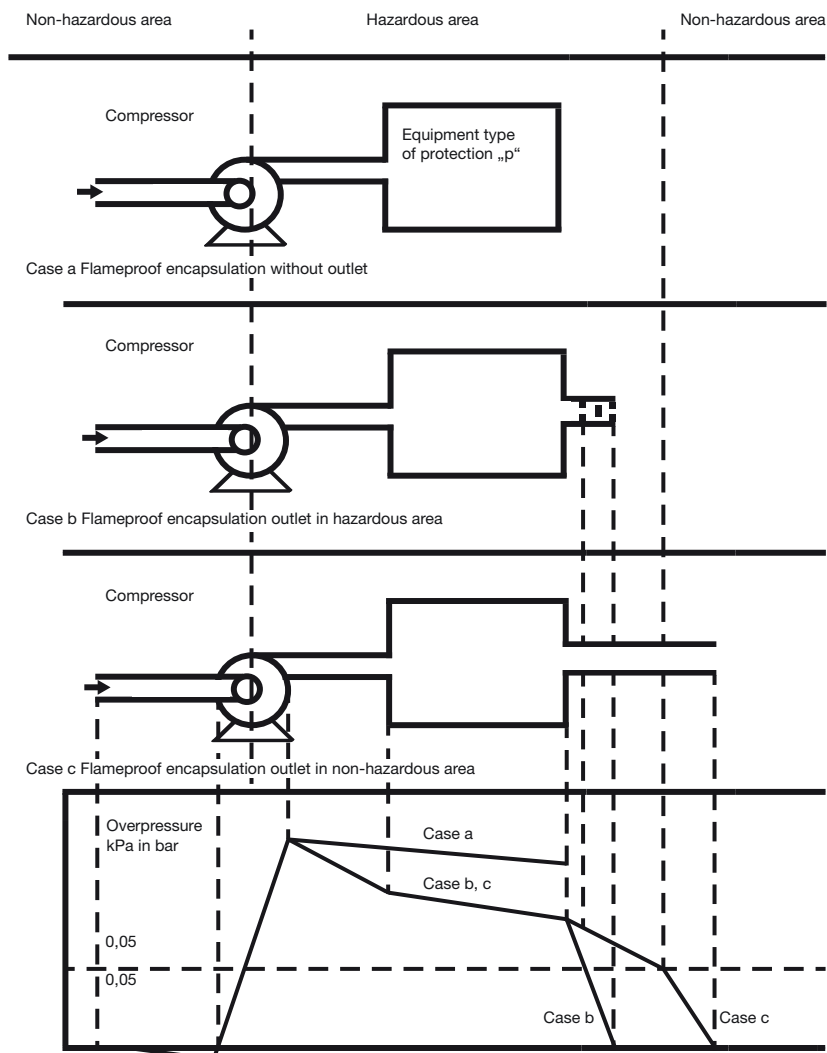 Non-hazardous area
Hazardous area
Non-hazardous area
Compressor
Equipment type
of protection „p“
Case a Flameproof encapsulation without outlet
Compressor
Case b Flameproof encapsulation outlet in hazardous area
Compressor
Case c Flameproof encapsulation outlet in non-hazardous area
Overpressure
kPa in bar
Case a
Case b, c
0,05
0,05
Case b
Case c